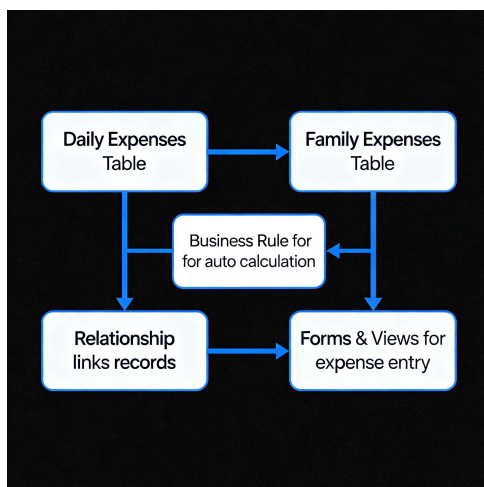 Daily Expenses
Table
Family Expenses
Table
Business Rule for
for auto calculation
Relationship
links records
Forms & Views for
expense entry